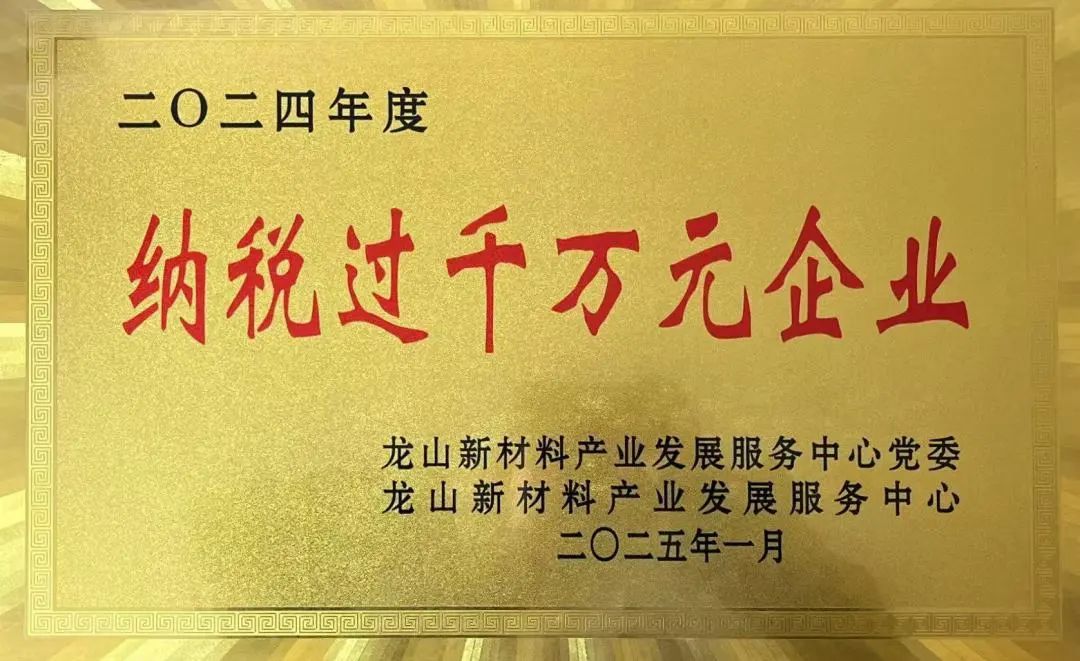 二〇二四年度
纳税过千万元企业
龙山新材料产业发展服务中心党委
龙山新材料产业发展服务中心
二〇二五年一月